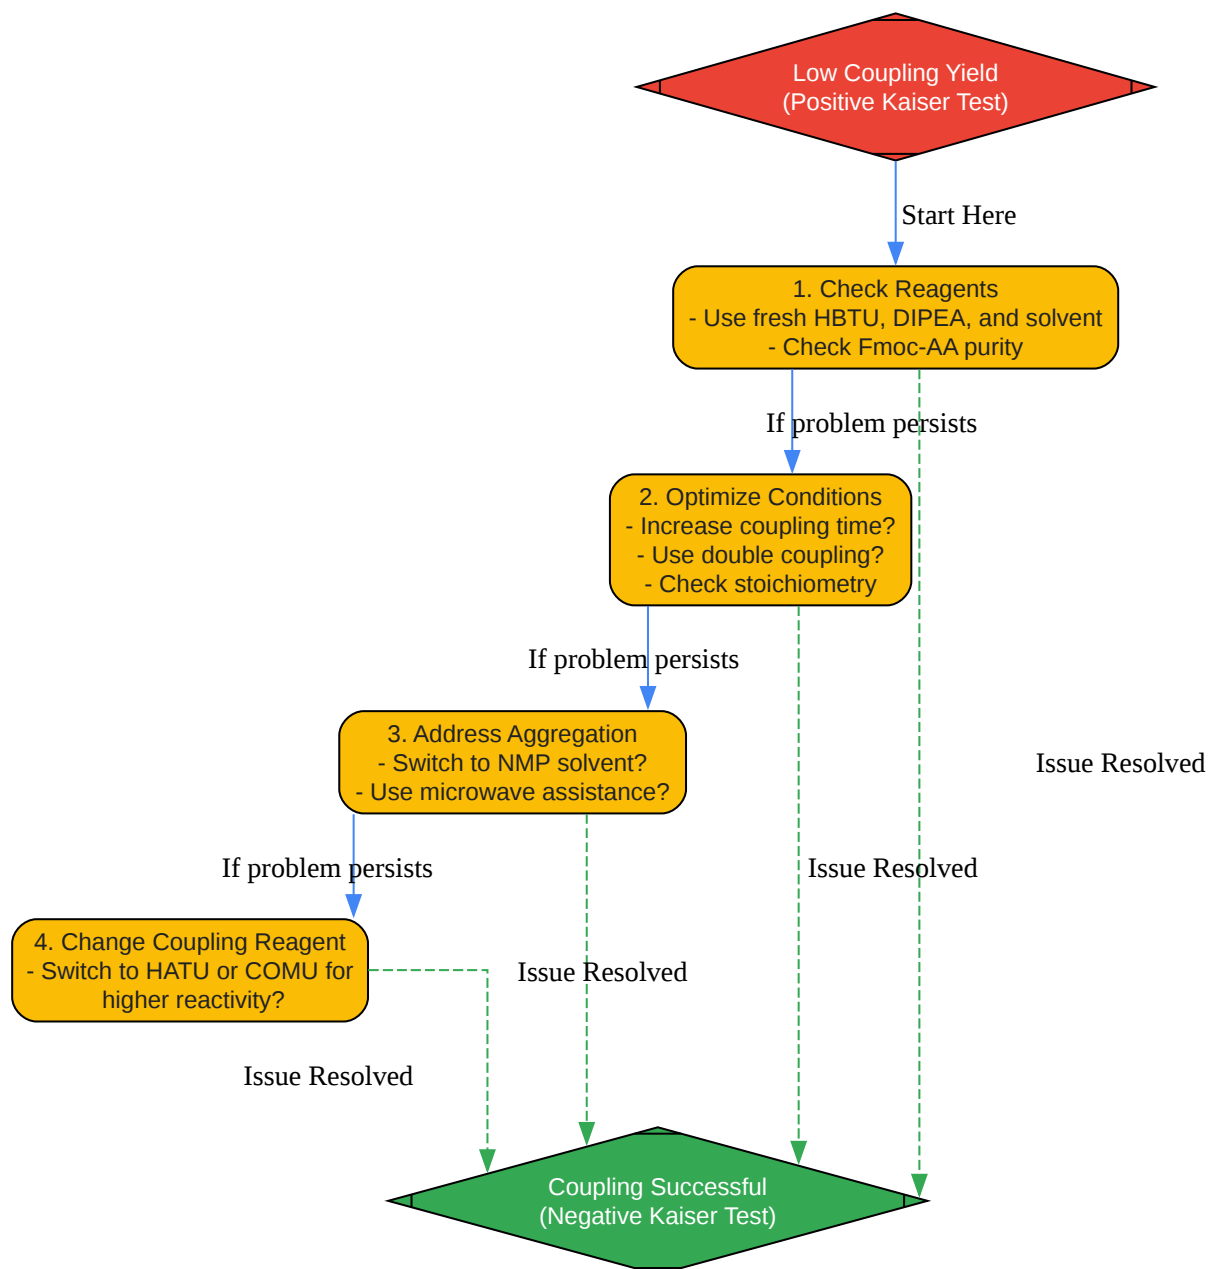 Low Coupling Yield
(Positive Kaiser Test)
Start Here
1. Check Reagents
- Use fresh HBTU, DIPEA, and solvent
- Check Fmoc-AA purity
If problem persists
2. Optimize Conditions
- Increase coupling time?
- Use double coupling?
- Check stoichiometry
If problem persists
3. Address Aggregation
- Switch to NMP solvent?
- Use microwave assistance?
Issue Resolved
If problem persists
Issue Resolved
4. Change Coupling Reagent
- Switch to HATU or COMU for
higher reactivity?
Issue Resolved
Issue Resolved
Coupling Successful
(Negative Kaiser Test)